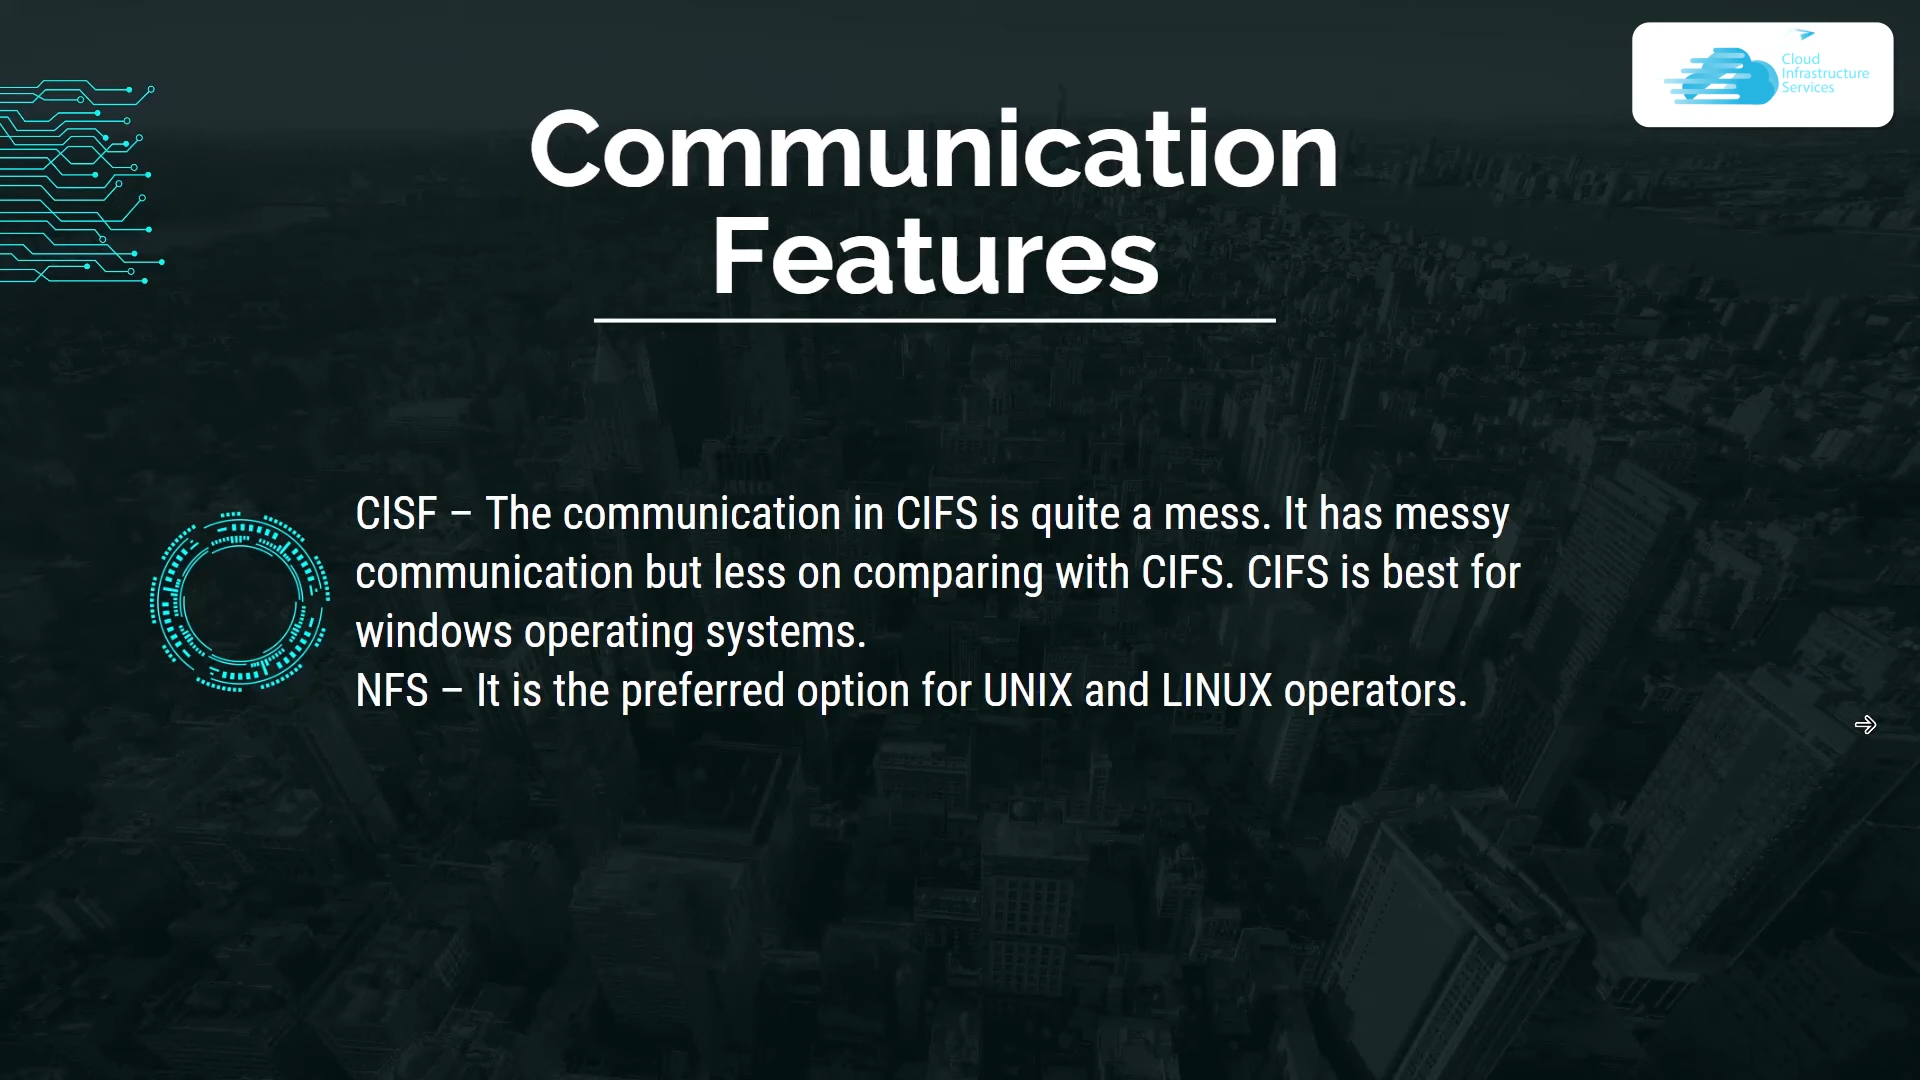 Cloud
Infrastructure
Services
Communication
Features
CISF – The communication in CIFS is quite a mess. It has messy
communication but less on comparing with CIFS. CIFS is best for
windows operating systems.
NFS – It is the preferred option for UNIX and LINUX operators.